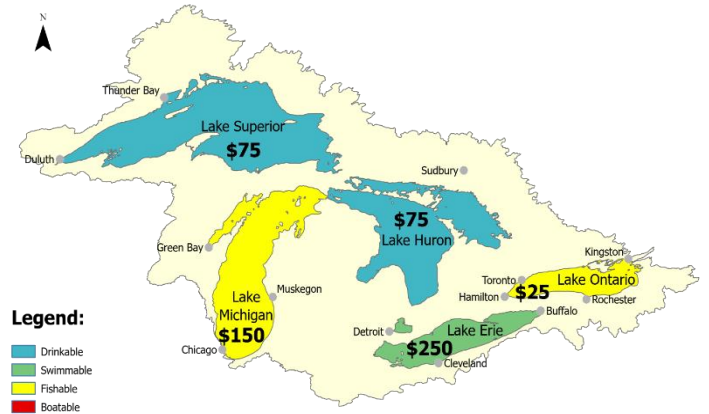 N
Thunder Bay
Lake Superior
$75
Duluth
Sudbury
$75
Lake Huron
Green Bay
Kingston
Toronto
Lake Ontario
Hamilton
$25
Rochester
Muskegon
Lake
Michigan
$150
Buffalo
Detroit
Lake Erie
$250
Chicago
Cleveland
Legend:
Drinkable
Swimmable
Fishable
Boatable